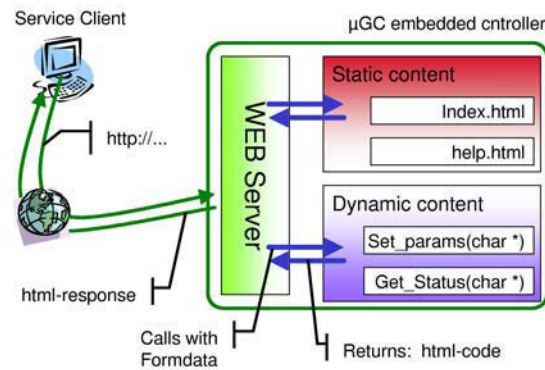 Service Client
µGC embedded cntroller
Static content
Index.html
help.html
http://...
WEB Server
Dynamic content
Set_params(char *)
Get_Status(char *)
html-response
Calls with
Formdata
Returns: html-code